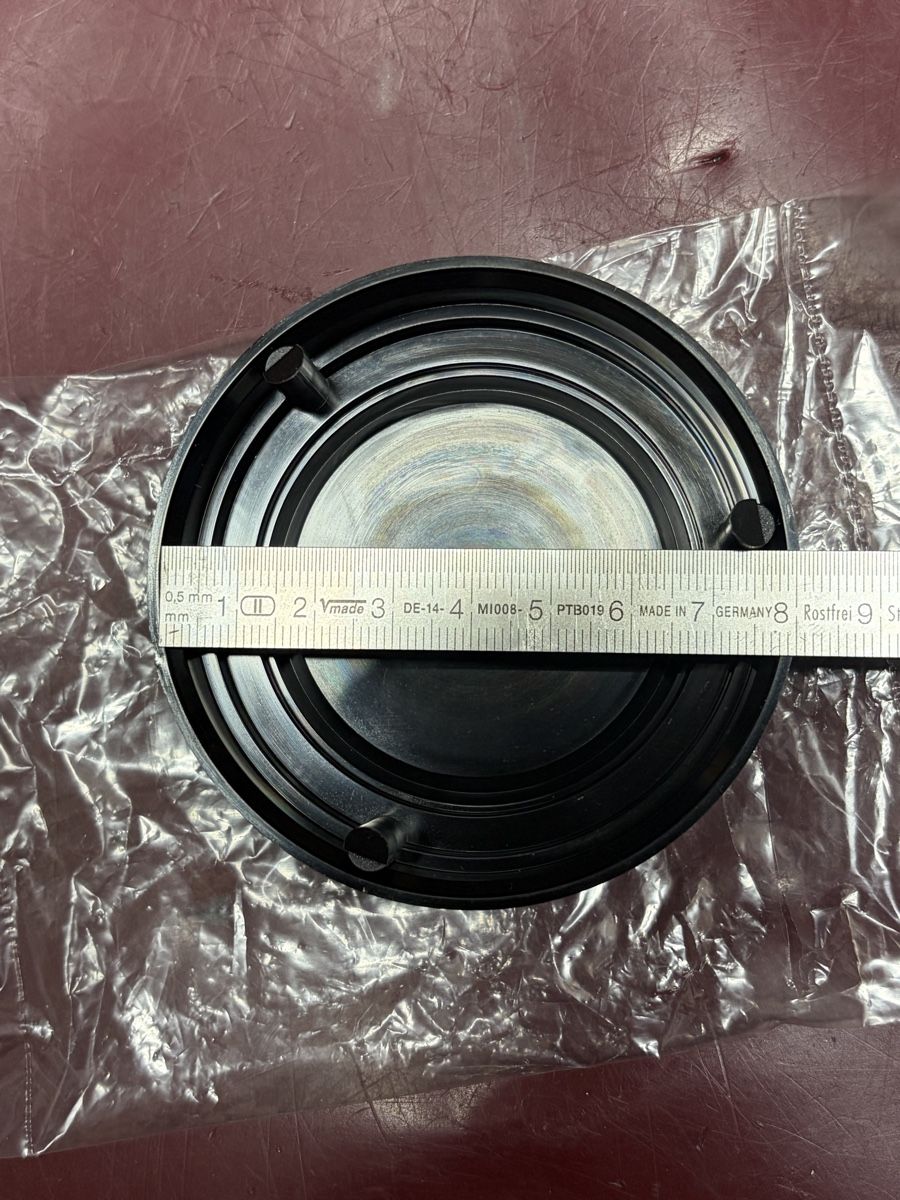 0,5 mm 1 II 2 Vmade 3 DE-14- 4 MI008- 5 PTB019 6 MADE IN 7 GERMANY 8 Rostfrei 9 St
mm